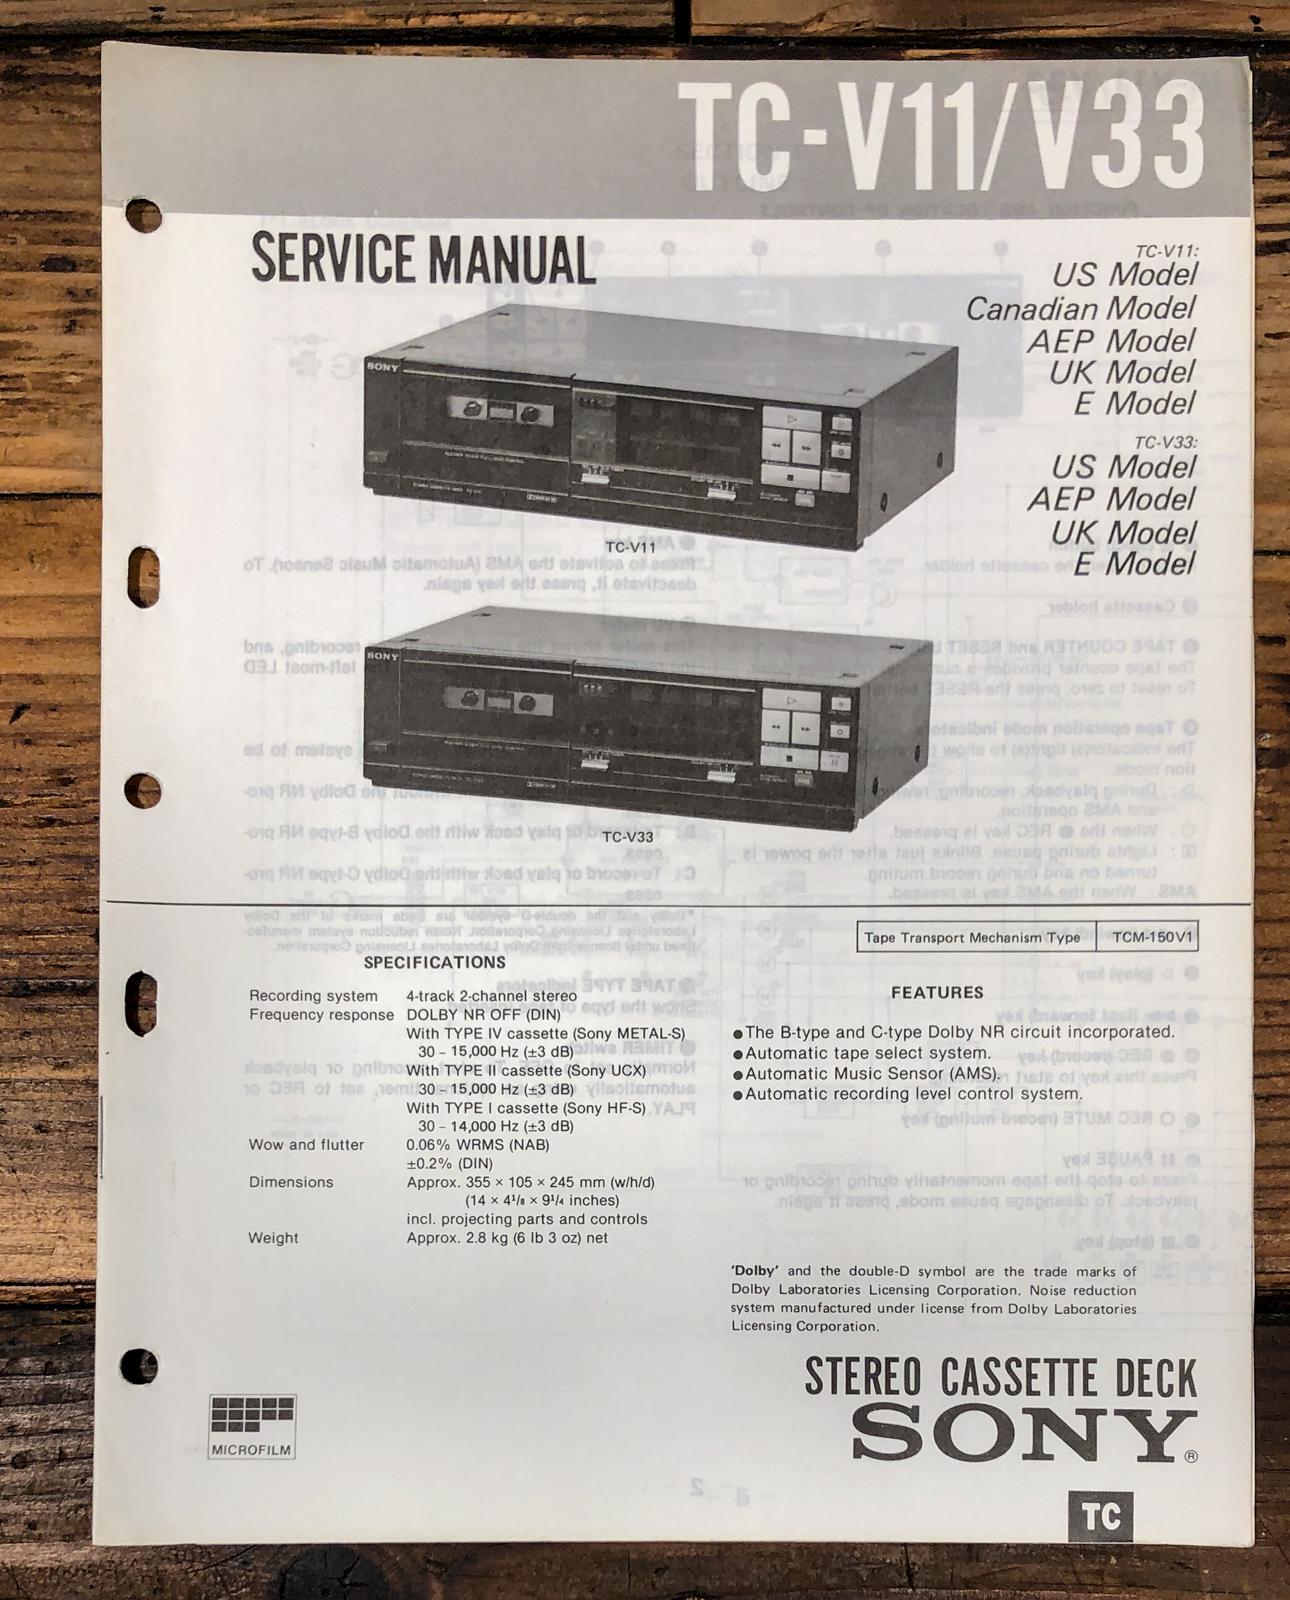 TC-V11/V33
SERVICE MANUAL
TC-V11:
US Model
Canadian Model
AEP Model
UK Model
E Model
TC-V33:
US Model
AEP Model
UK Model
E Model
SONY
TC-V11
SONY
TC-V33
Tape Transport Mechanism Type TCM-150V1
SPECIFICATIONS
Recording system 4-track 2-channel stereo
Frequency response DOLBY NR OFF (DIN)
With TYPE IV cassette (Sony METAL-S)
30 – 15,000 Hz (±3 dB)
With TYPE II cassette (Sony UCX)
30 – 15,000 Hz (±3 dB)
With TYPE I cassette (Sony HF-S)
30 – 14,000 Hz (±3 dB)
Wow and flutter 0.06% WRMS (NAB)
±0.2% (DIN)
Dimensions Approx. 355 × 105 × 245 mm (w/h/d)
(14 × 4¹/₈ × 9¹/₄ inches)
incl. projecting parts and controls
Weight Approx. 2.8 kg (6 lb 3 oz) net
FEATURES
●The B-type and C-type Dolby NR circuit incorporated.
●Automatic tape select system.
●Automatic Music Sensor (AMS).
●Automatic recording level control system.
'Dolby' and the double-D symbol are the trade marks of
Dolby Laboratories Licensing Corporation. Noise reduction
system manufactured under license from Dolby Laboratories
Licensing Corporation.
STEREO CASSETTE DECK
SONY®
MICROFILM
TC